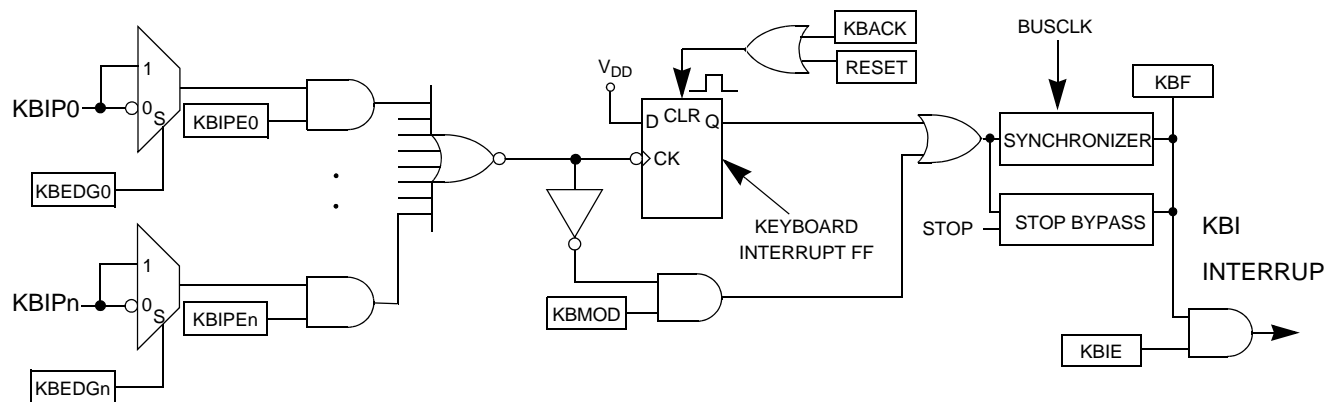 KBIP0
1
0
S
KBIPE0
KBEDG0
KBIPn
1
0
S
KBIPEn
KBEDGn
VDD
D
CLR
Q
CK
KEYBOARD
INTERRUPT FF
KBACK
RESET
KBMOD
BUSCLK
SYNCHRONIZER
STOP
STOP BYPASS
KBF
KBI
INTERRUP
KBIE